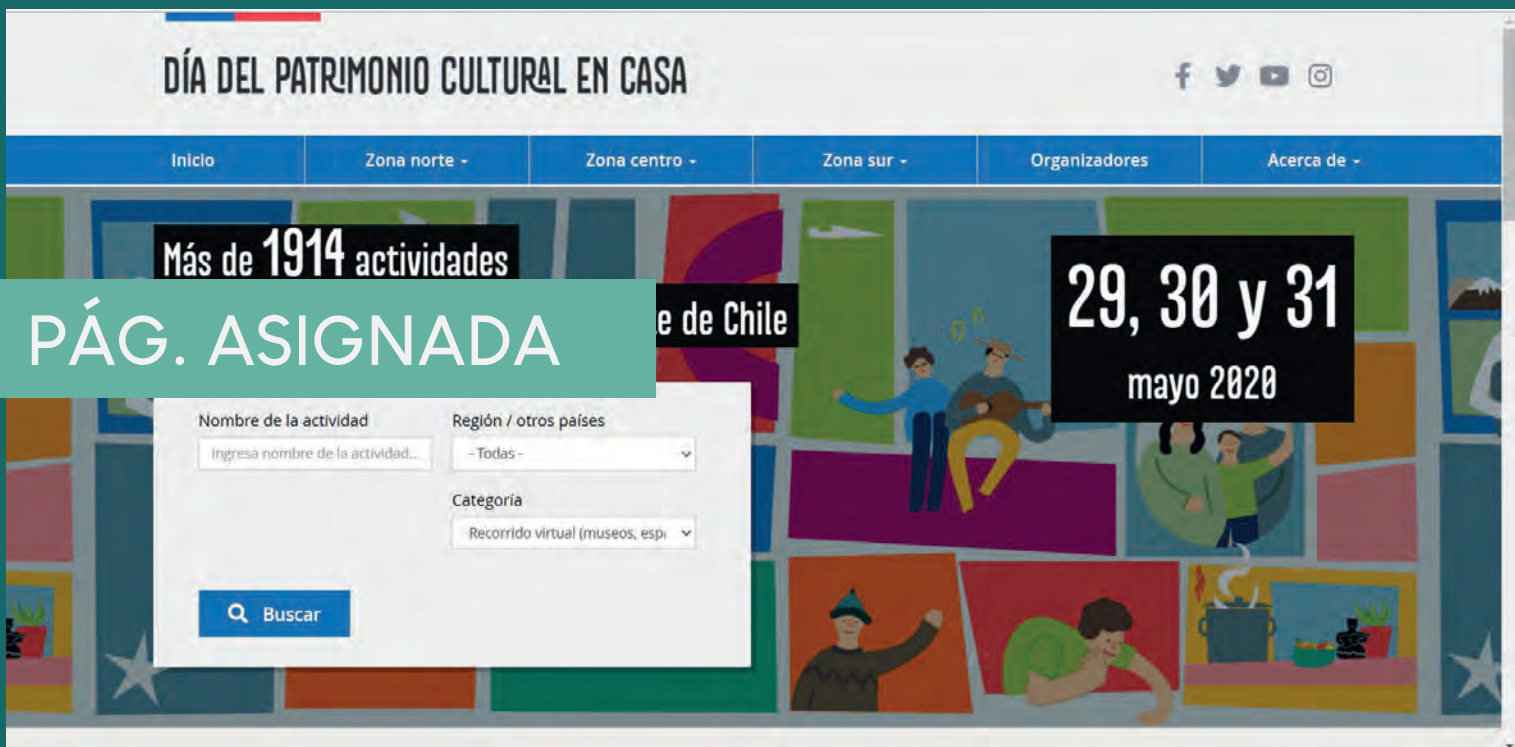 DÍA DEL PATRIMONIO CULTURAL EN CASA
Inicio
Zona norte
Zona centro
Zona sur
Organizadores
Acerca de
Más de 1914 actividades
de Chile
29, 30 y 31
mayo 2020
PÁG. ASIGNADA
Nombre de la actividad
Ingresa nombre de la actividad...
Región / otros países
- Todas -
Categoría
Recorrido virtual (museos, esp
Buscar